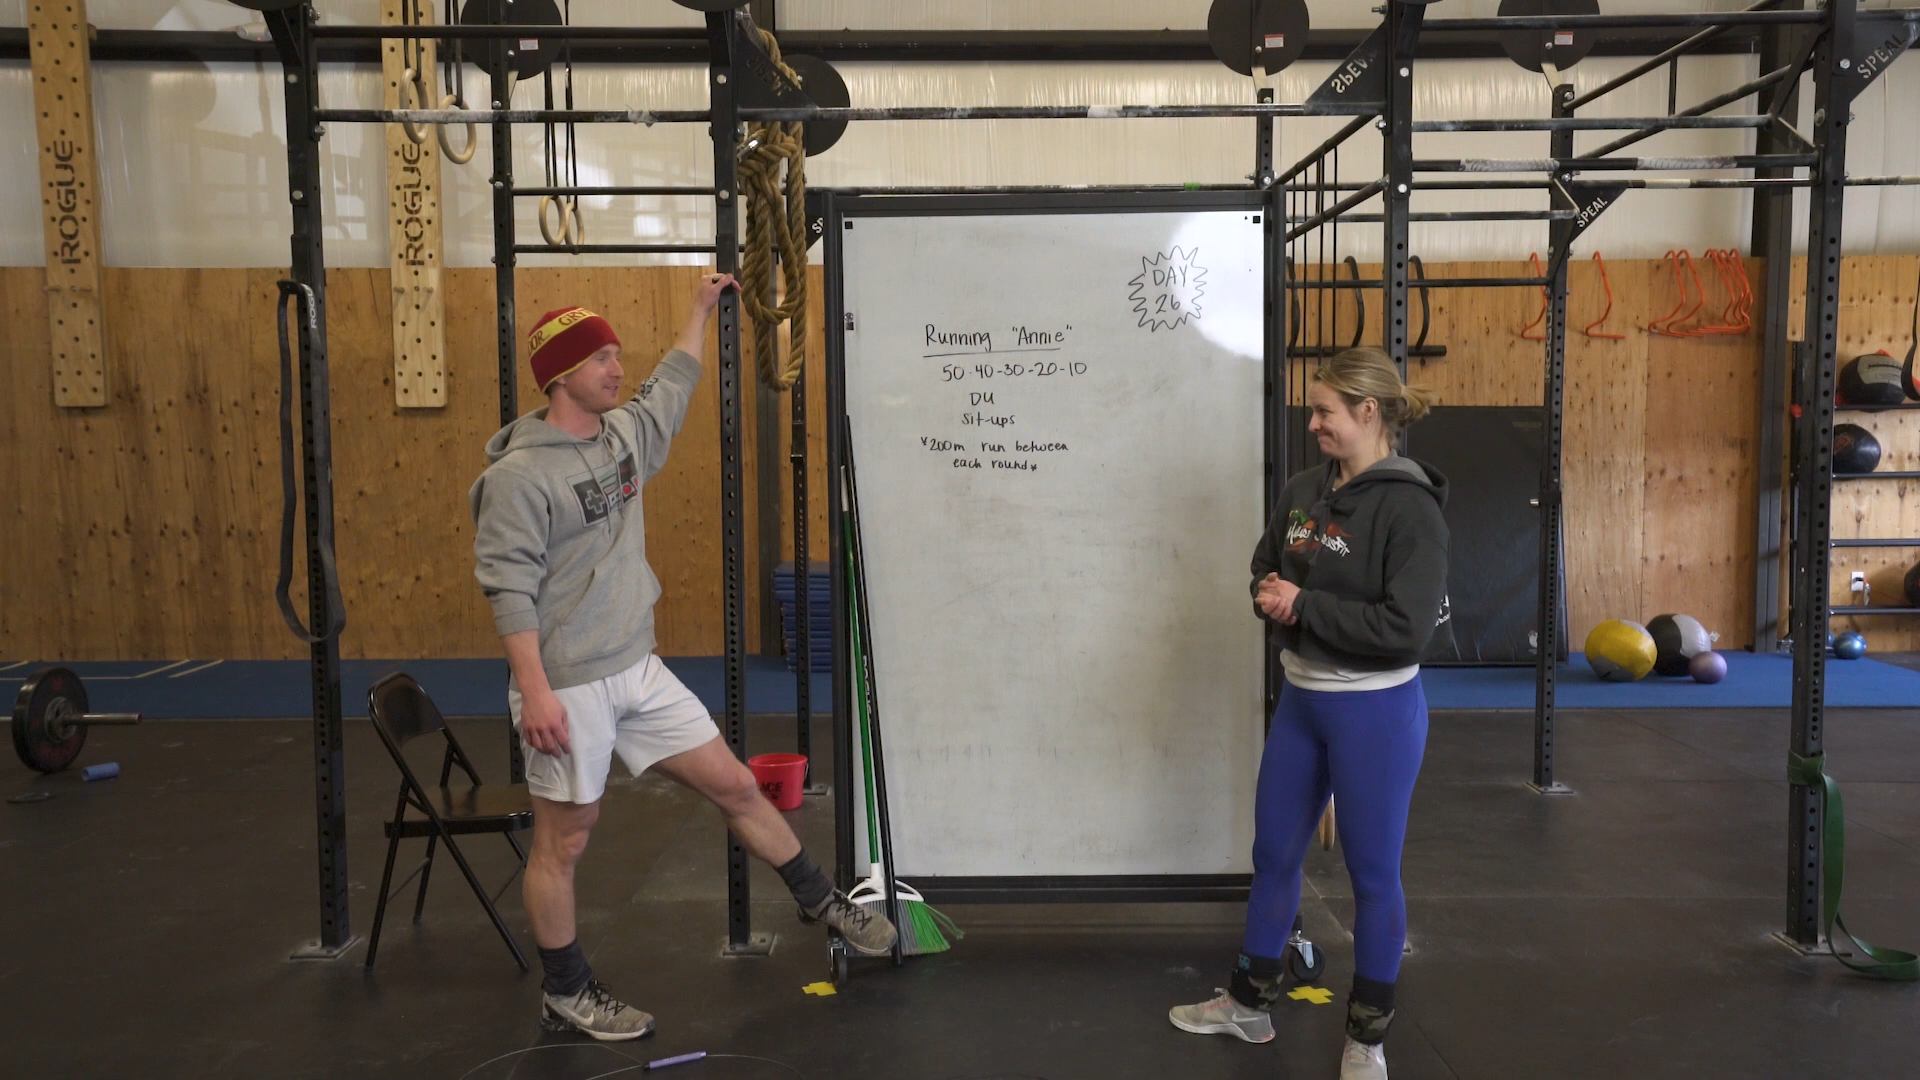 ROGUE
ROGUE
SPEAL
SPEAL
SPEAL
DAY
26
Running "Annie"
50-40-30-20-10
DU
Sit-ups
*200m run between
each round*
ACE